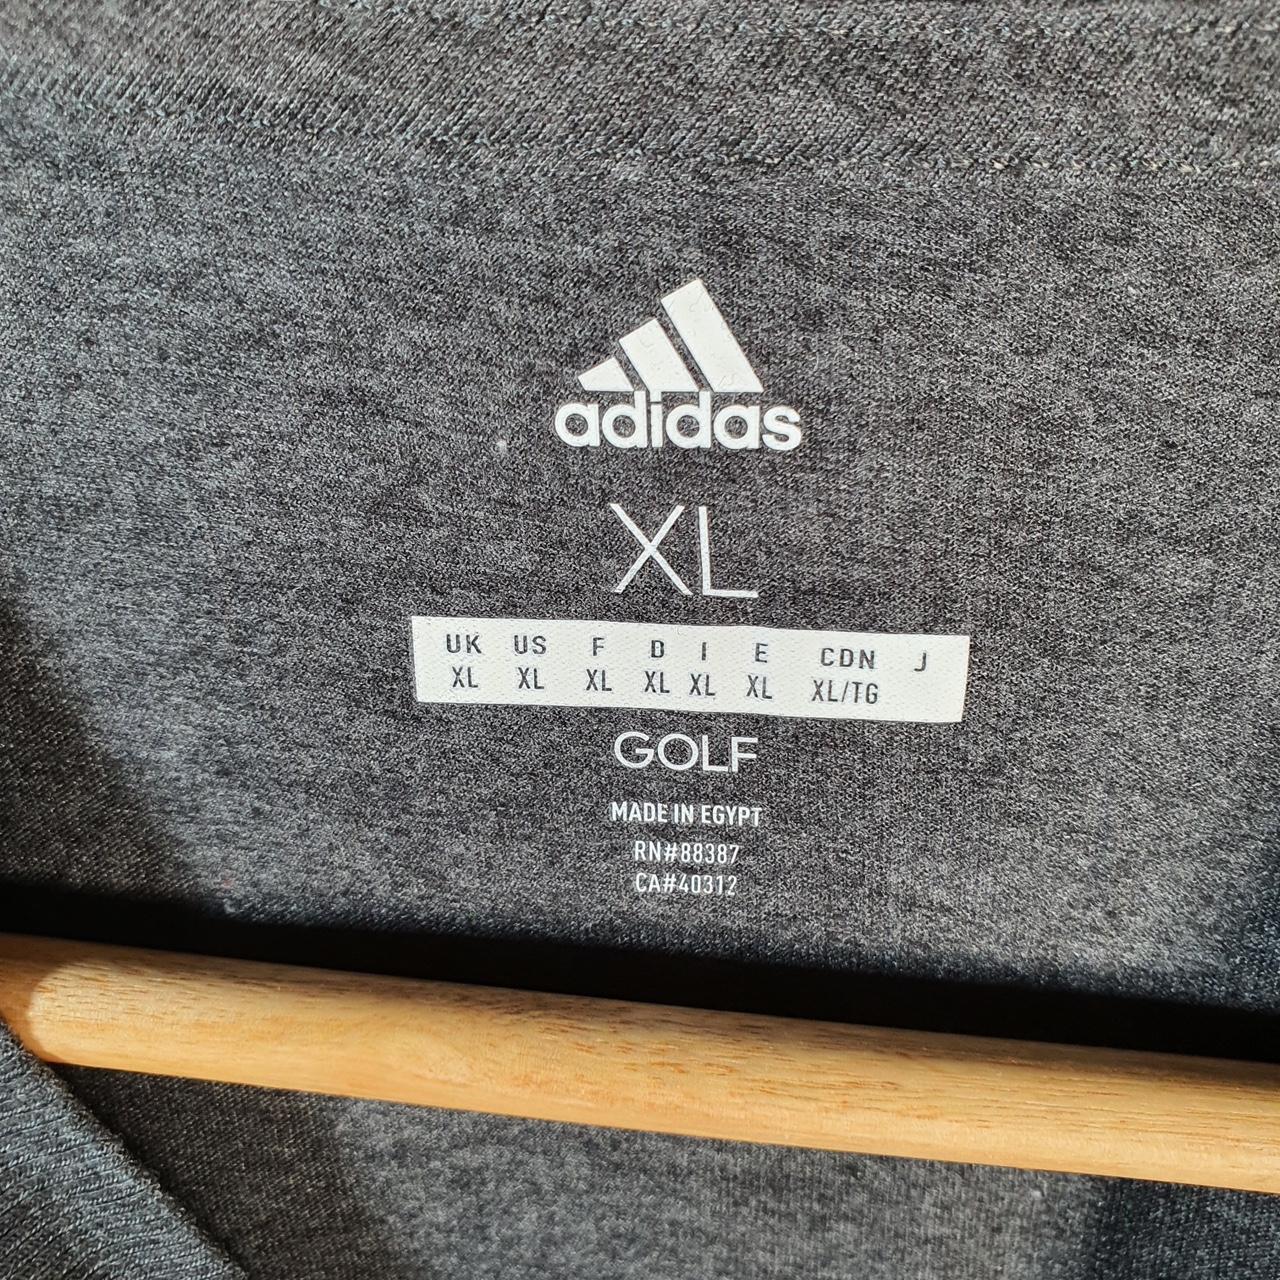 adidas
XL
UK US F D I E CDN J
XL XL XL XL XL XL XL/TG
GOLF
MADE IN EGYPT
RN#88387
CA#40312